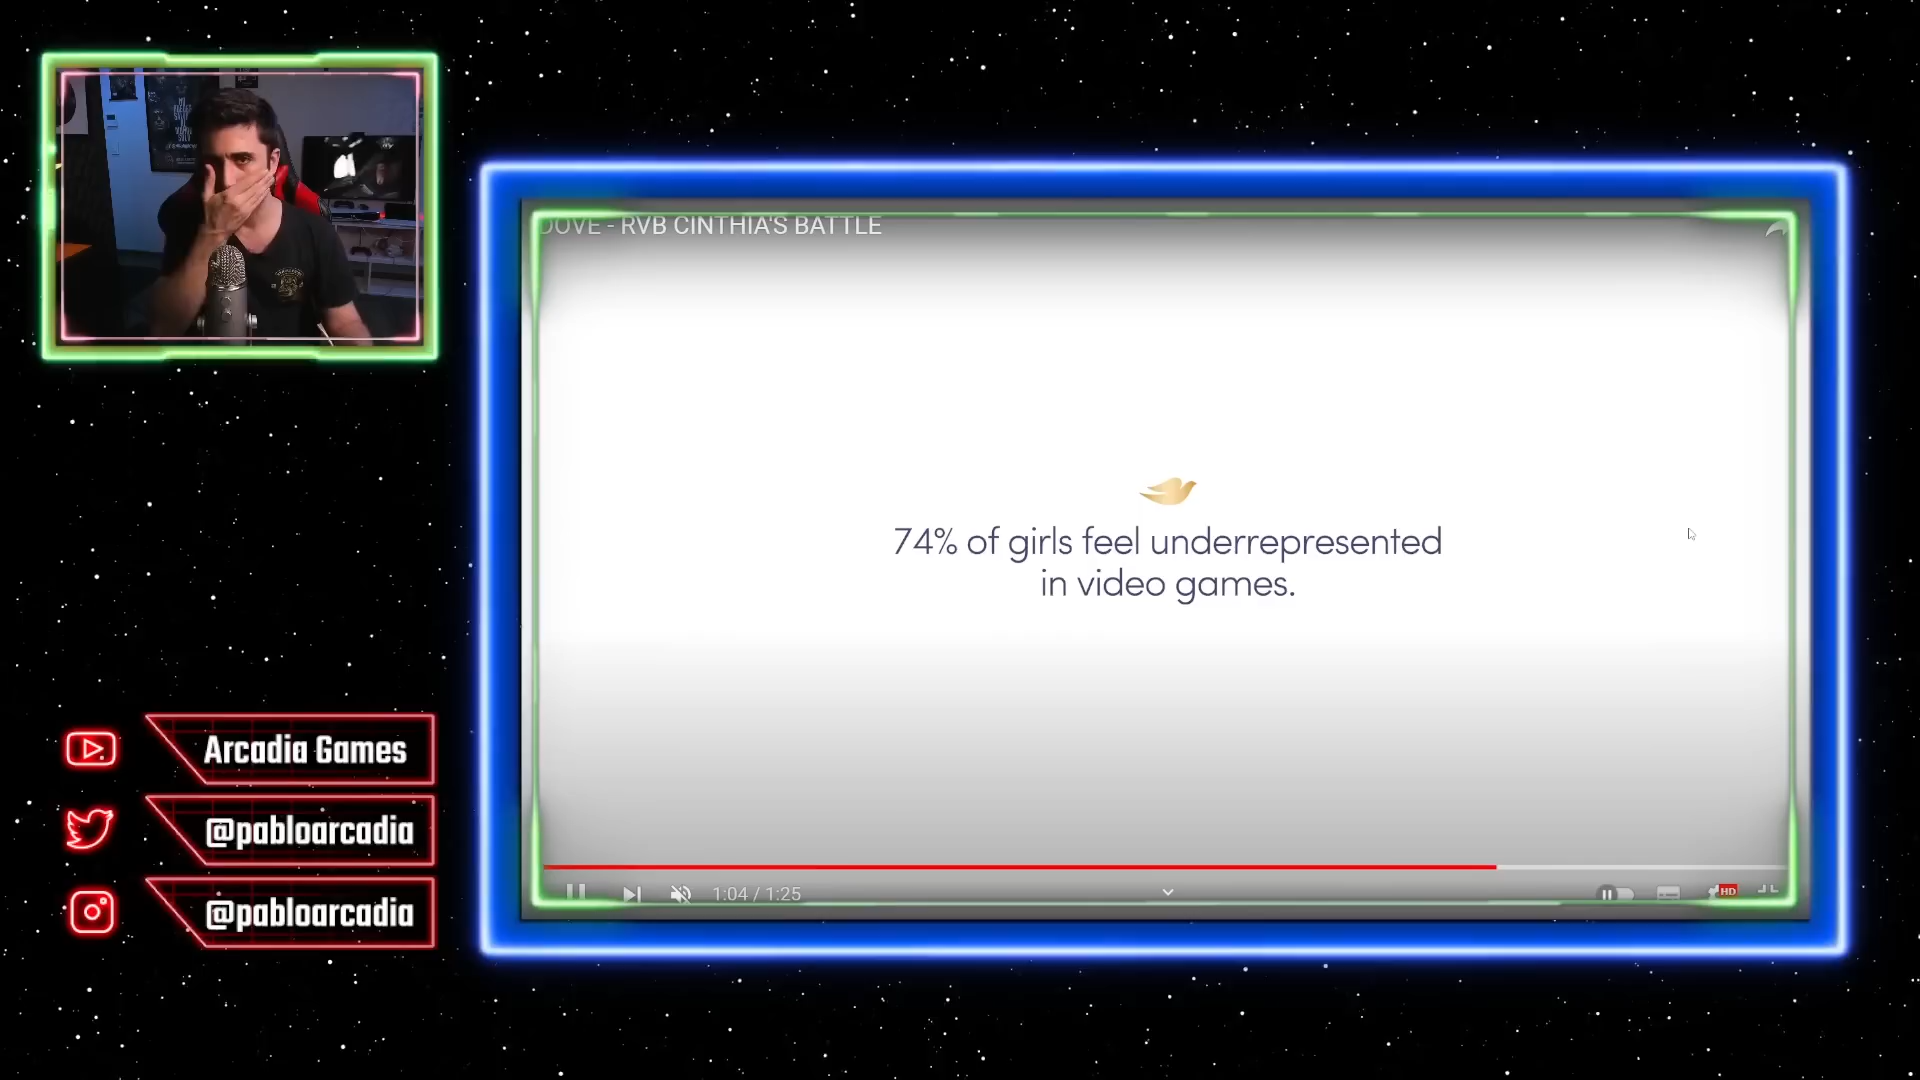 DOVE - RVB CINTHIA'S BATTLE
74% of girls feel underrepresented
in video games.
1:04 / 1:25
HD
Arcadia Games
@pabloarcadia
@pabloarcadia